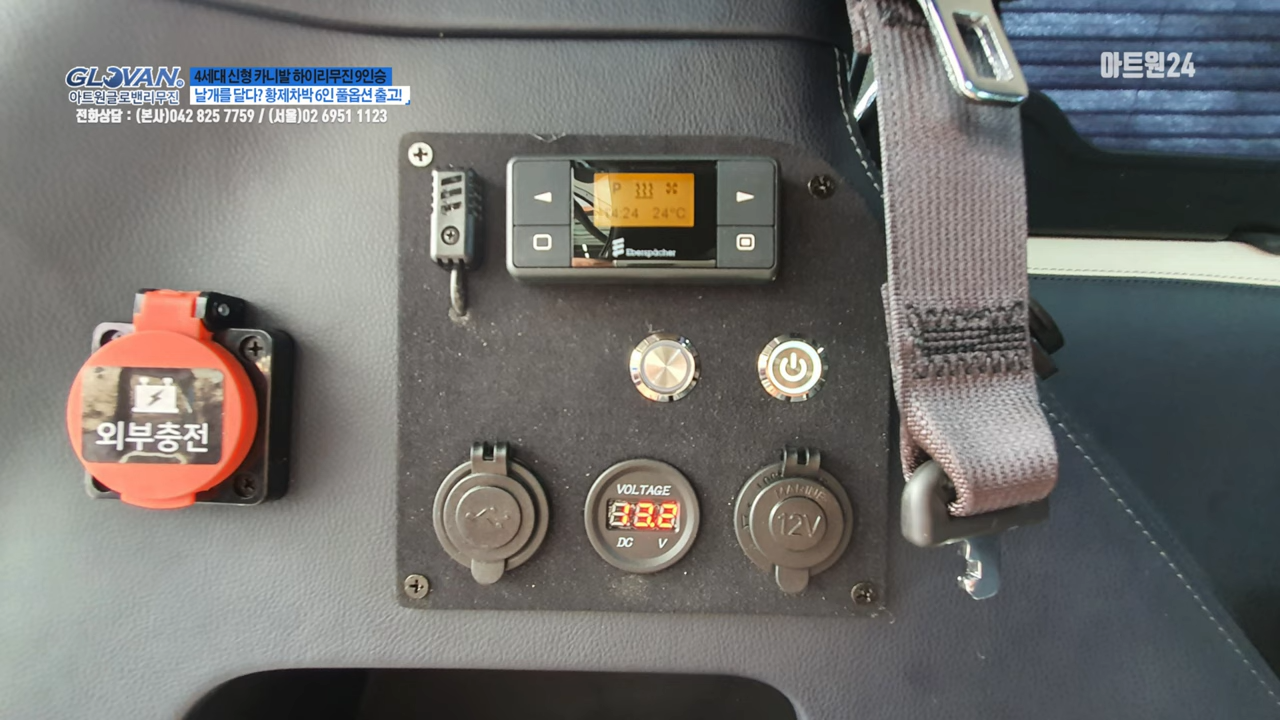 GLOVAN
아트원글로밴리무진
4세대 신형 카니발 하이리무진 9인승
날개를 달다? 황제차박 6인 풀옵션 출고!
전화상담 : (본사)042 825 7759 / (서울)02 6951 1123
아트원24
P
14:24 24°C
Eberspächer
외부충전
VOLTAGE
DC V
MARINE
12V